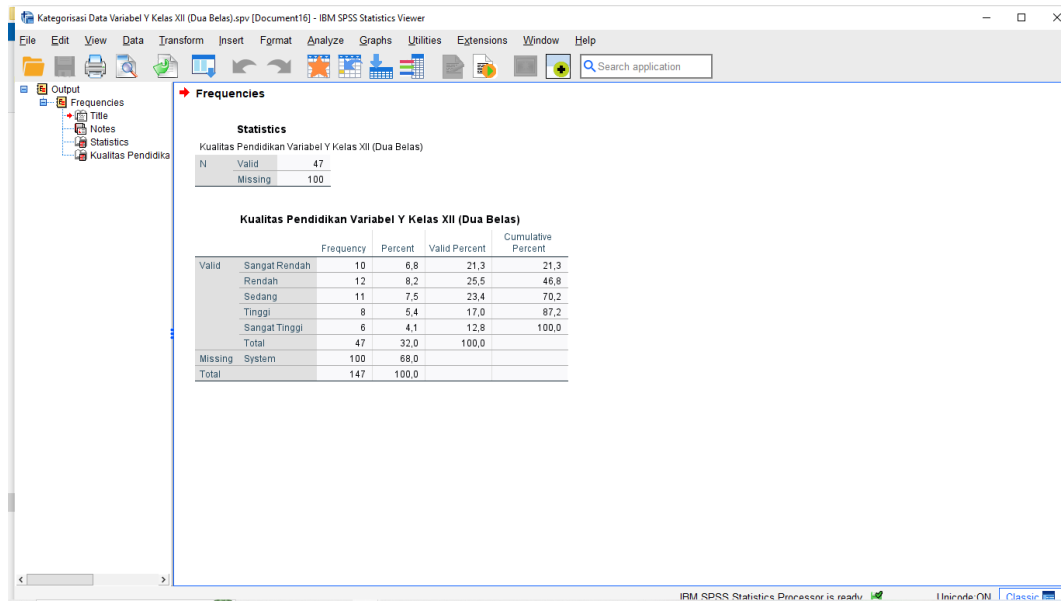 Kategorisasi Data Variabel Y Kelas XII (Dua Belas).spv [Document16] - IBM SPSS Statistics Viewer
File Edit View Data Transform Insert Format Analyze Graphs Utilities Extensions Window Help
Search application
Output
Frequencies
Title
Notes
Statistics
Kualitas Pendidika
Frequencies
Statistics
Kualitas Pendidikan Variabel Y Kelas XII (Dua Belas)
N Valid 47
Missing 100
Kualitas Pendidikan Variabel Y Kelas XII (Dua Belas)
Frequency Percent Valid Percent Cumulative Percent
Valid Sangat Rendah 10 6,8 21,3 21,3
Rendah 12 8,2 25,5 46,8
Sedang 11 7,5 23,4 70,2
Tinggi 8 5,4 17,0 87,2
Sangat Tinggi 6 4,1 12,8 100,0
Total 47 32,0 100,0
Missing System 100 68,0
Total 147 100,0
IBM SPSS Statistics Processor is ready Unicode:ON Classic